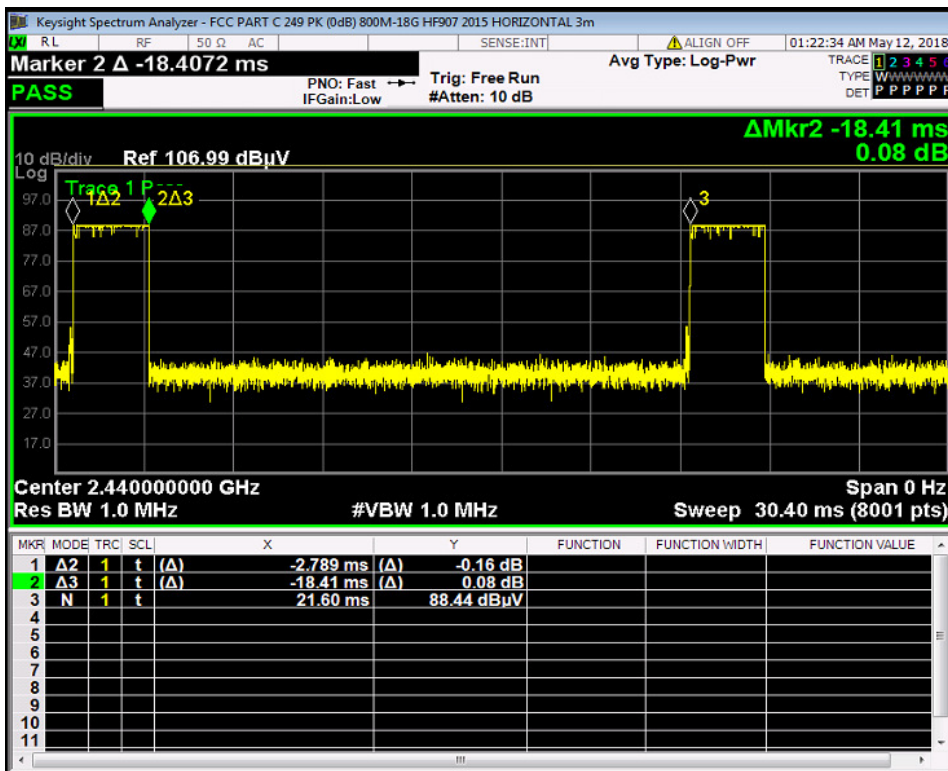 Keysight Spectrum Analyzer - FCC PART C 249 PK (0dB) 800M-18G HF907 2015 HORIZONTAL 3m
LXI RL RF 50 Ω AC SENSE:INT ALIGN OFF 01:22:34 AM May 12, 2018
Marker 2 Δ -18.4072 ms
PASS
PNO: Fast
IFGain:Low
Trig: Free Run
#Atten: 10 dB
Avg Type: Log-Pwr
TRACE 1 2 3 4 5 6
TYPE WWWWWW
DET P P P P P P
ΔMkr2 -18.41 ms
0.08 dB
10 dB/div Ref 106.99 dBµV
Log
Trace 1 P
1Δ2 2Δ3 3
97.0
87.0
77.0
67.0
57.0
47.0
37.0
27.0
17.0
Center 2.440000000 GHz Span 0 Hz
Res BW 1.0 MHz #VBW 1.0 MHz Sweep 30.40 ms (8001 pts)
MKR MODE TRC SCL X Y FUNCTION FUNCTION WIDTH FUNCTION VALUE
1 Δ2 1 t (Δ) -2.789 ms (Δ) -0.16 dB
2 Δ3 1 t (Δ) -18.41 ms (Δ) 0.08 dB
3 N 1 t 21.60 ms 88.44 dBµV
4
5
6
7
8
9
10
11